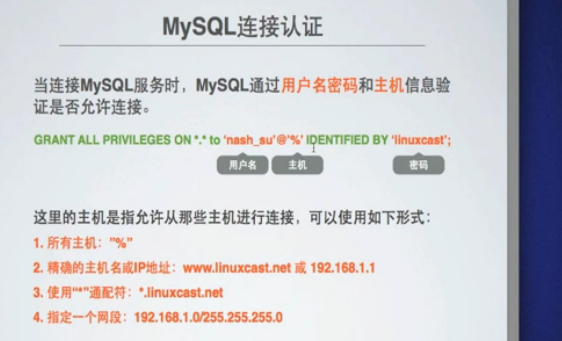 MySQL连接认证
当连接MySQL服务时，MySQL通过用户名密码和主机信息验
证是否允许连接。
GRANT ALL PRIVILEGES ON *.* to 'nash_su'@'%' IDENTIFIED BY 'linuxcast';
用户名 主机 密码
这里的主机是指允许从那些主机进行连接，可以使用如下形式：
1. 所有主机："%"
2. 精确的主机名或IP地址：www.linuxcast.net 或 192.168.1.1
3. 使用"*"通配符：*.linuxcast.net
4. 指定一个网段：192.168.1.0/255.255.255.0